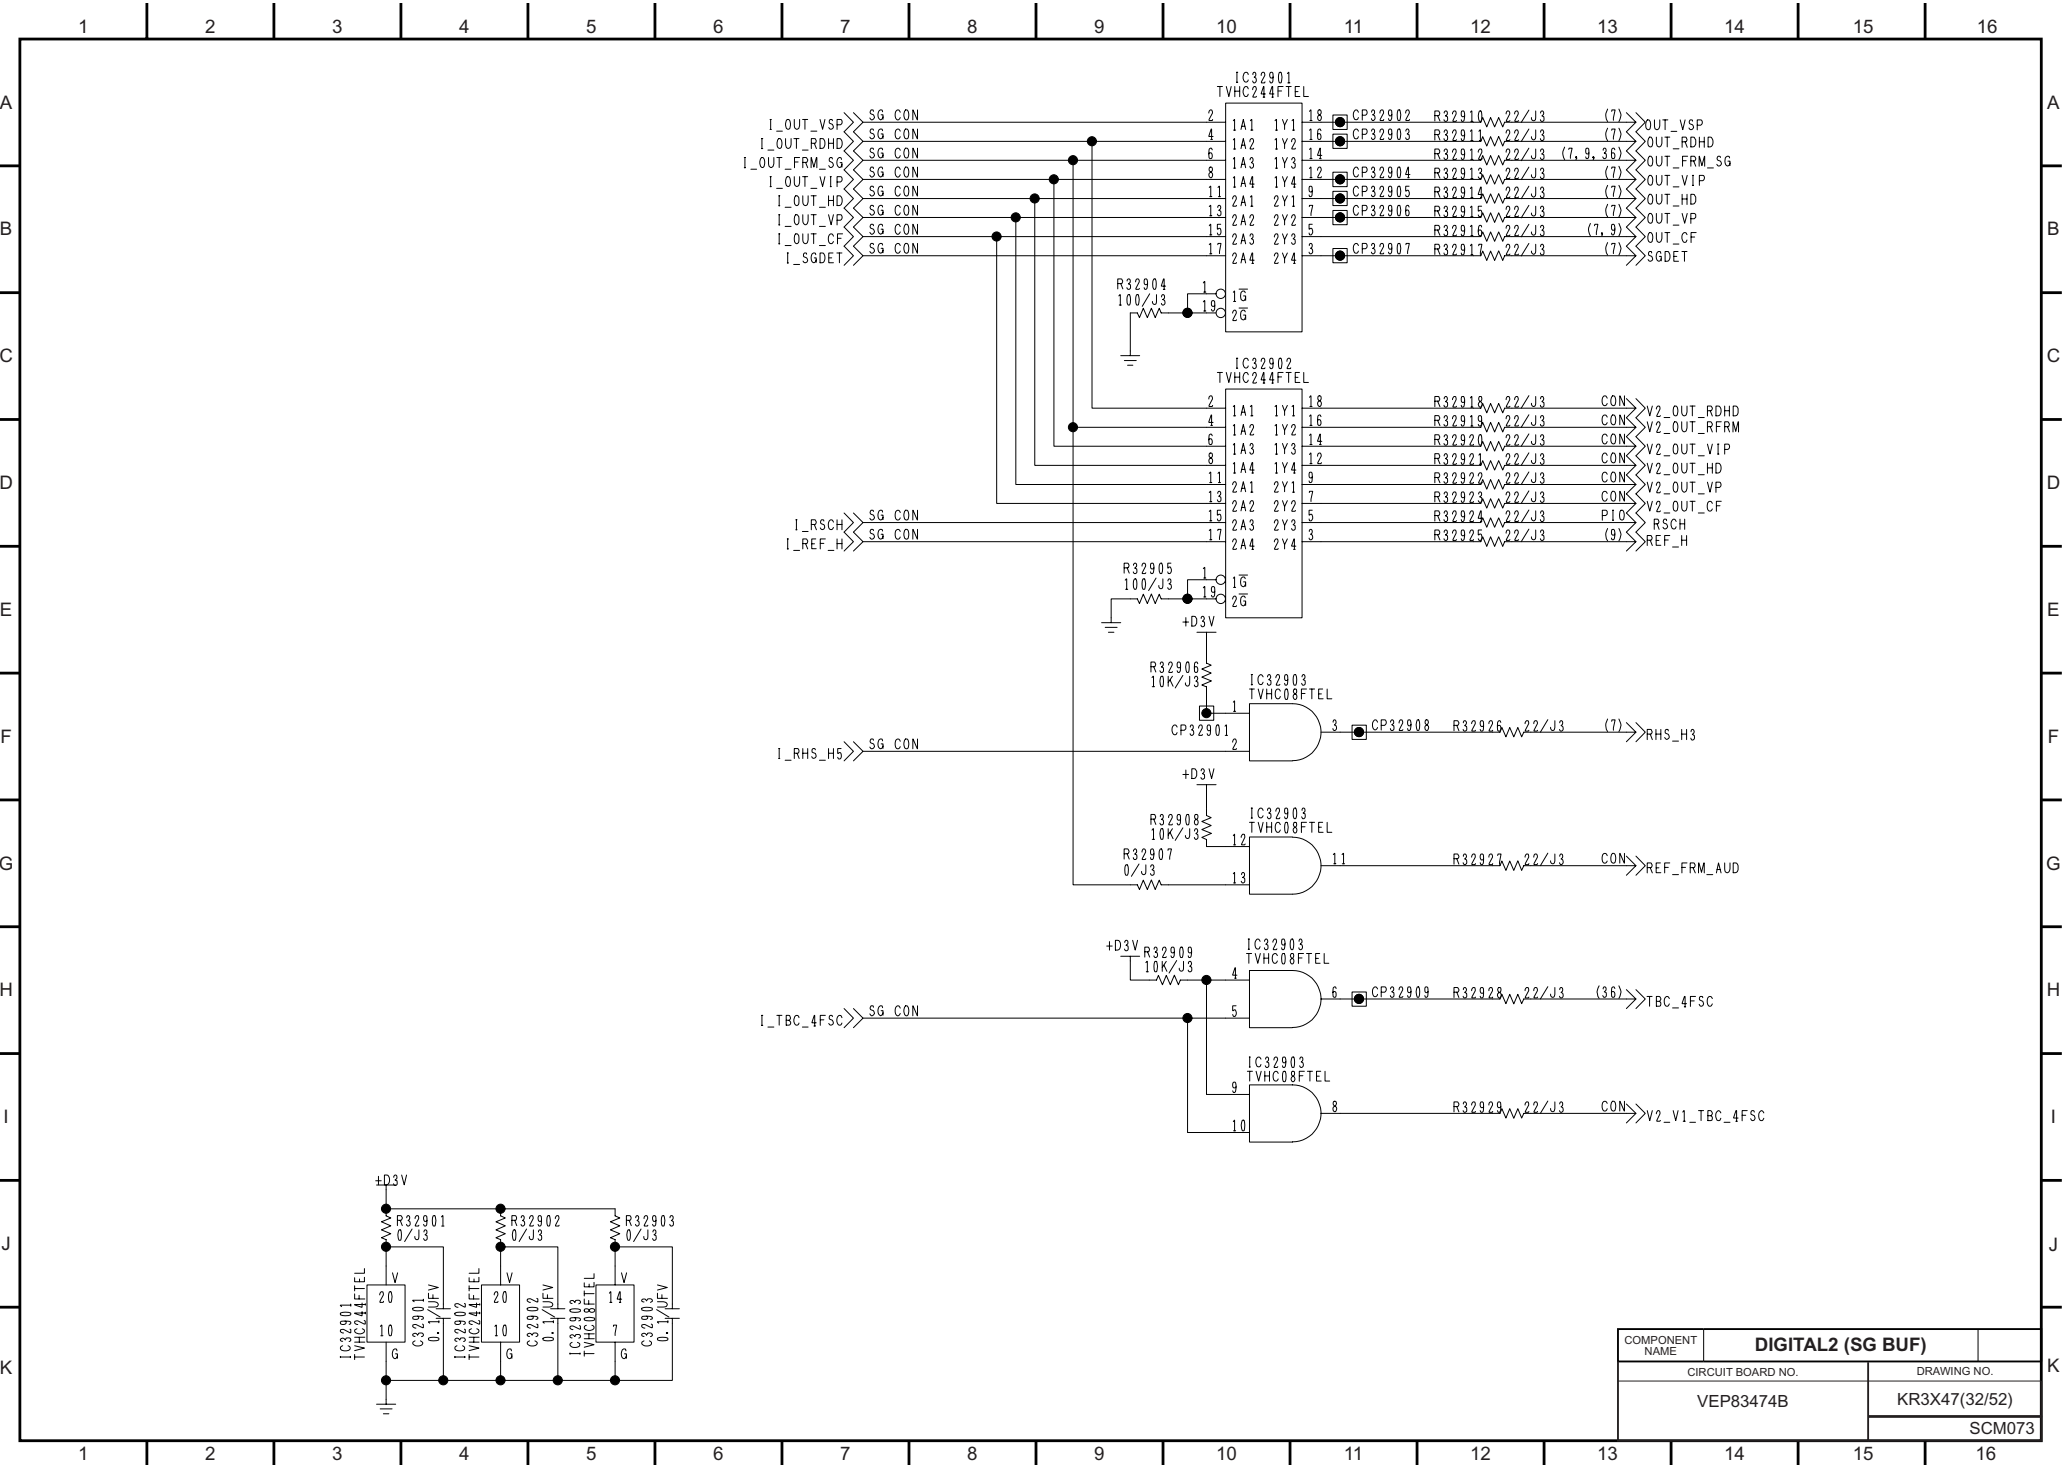 1 2 3 4 5 6 7 8 9 10 11 12 13 14 15 16
A A
B B
C C
D D
E E
F F
G G
H H
I I
J J
K K
IC32901
TVHC244FTEL
I_OUT_VSP SG CON 2 1A1 1Y1 18 CP32902 R32910 22/J3 (7) OUT_VSP
I_OUT_RDHD SG CON 4 1A2 1Y2 16 CP32903 R32911 22/J3 (7) OUT_RDHD
I_OUT_FRM_SG SG CON 6 1A3 1Y3 14 R32912 22/J3 (7,9,36) OUT_FRM_SG
I_OUT_VIP SG CON 8 1A4 1Y4 12 CP32904 R32913 22/J3 (7) OUT_VIP
I_OUT_HD SG CON 11 2A1 2Y1 9 CP32905 R32914 22/J3 (7) OUT_HD
I_OUT_VP SG CON 13 2A2 2Y2 7 CP32906 R32915 22/J3 (7) OUT_VP
I_OUT_CF SG CON 15 2A3 2Y3 5 R32916 22/J3 (7,9) OUT_CF
I_SGDET SG CON 17 2A4 2Y4 3 CP32907 R32917 22/J3 (7) SGDET
R32904
100/J3
1 1G̅
19 2G̅
IC32902
TVHC244FTEL
2 1A1 1Y1 18 R32918 22/J3 CON V2_OUT_RDHD
4 1A2 1Y2 16 R32919 22/J3 CON V2_OUT_RFRM
6 1A3 1Y3 14 R32920 22/J3 CON V2_OUT_VIP
8 1A4 1Y4 12 R32921 22/J3 CON V2_OUT_HD
11 2A1 2Y1 9 R32922 22/J3 CON V2_OUT_VP
13 2A2 2Y2 7 R32923 22/J3 CON V2_OUT_CF
I_RSCH SG CON 15 2A3 2Y3 5 R32924 22/J3 PIO RSCH
I_REF_H SG CON 17 2A4 2Y4 3 R32925 22/J3 (9) REF_H
R32905
100/J3
1 1G̅
19 2G̅
+D3V
R32906
10K/J3
IC32903
TVHC08FTEL
1
CP32901
3 CP32908 R32926 22/J3 (7) RHS_H3
I_RHS_H5 SG CON 2
+D3V
R32908
10K/J3
IC32903
TVHC08FTEL
12
R32907
0/J3
13
11 R32927 22/J3 CON REF_FRM_AUD
+D3V
R32909
10K/J3
IC32903
TVHC08FTEL
4
6 CP32909 R32928 22/J3 (36) TBC_4FSC
I_TBC_4FSC SG CON 5
IC32903
TVHC08FTEL
9
8 R32929 22/J3 CON V2_V1_TBC_4FSC
10
+D3V
R32901
0/J3
R32902
0/J3
R32903
0/J3
IC32901
TVHC244FTEL
V
20
10
G
C32901
0.1/UFV
IC32902
TVHC244FTEL
V
20
10
G
C32902
0.1/UFV
IC32903
TVHC08FTEL
V
14
7
G
C32903
0.1/UFV
COMPONENT NAME
DIGITAL2 (SG BUF)
CIRCUIT BOARD NO.
DRAWING NO.
VEP83474B
KR3X47(32/52)
SCM073
1 2 3 4 5 6 7 8 9 10 11 12 13 14 15 16